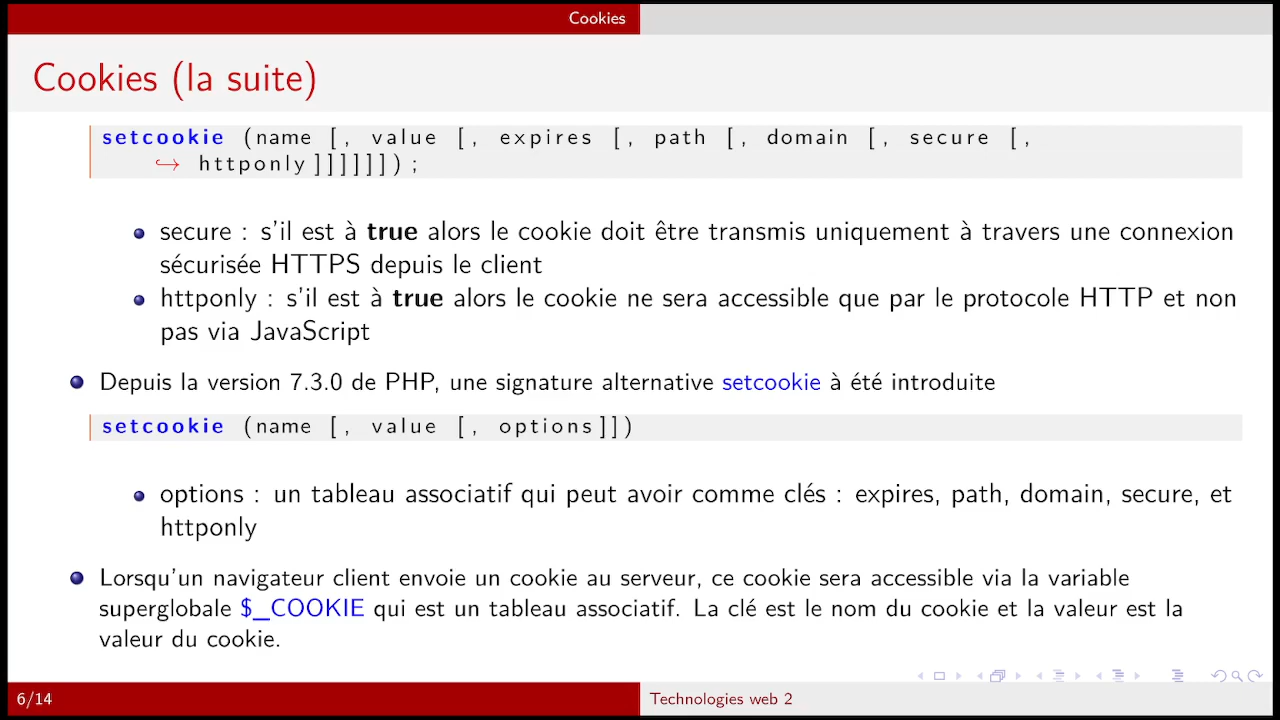 Cookies
Cookies (la suite)
setcookie (name [, value [, expires [, path [, domain [, secure [,
↪ httponly]]]]]]);
• secure : s'il est à true alors le cookie doit être transmis uniquement à travers une connexion
sécurisée HTTPS depuis le client
• httponly : s'il est à true alors le cookie ne sera accessible que par le protocole HTTP et non
pas via JavaScript
• Depuis la version 7.3.0 de PHP, une signature alternative setcookie à été introduite
setcookie (name [, value [, options]])
• options : un tableau associatif qui peut avoir comme clés : expires, path, domain, secure, et
httponly
• Lorsqu'un navigateur client envoie un cookie au serveur, ce cookie sera accessible via la variable
superglobale $_COOKIE qui est un tableau associatif. La clé est le nom du cookie et la valeur est la
valeur du cookie.
6/14
Technologies web 2